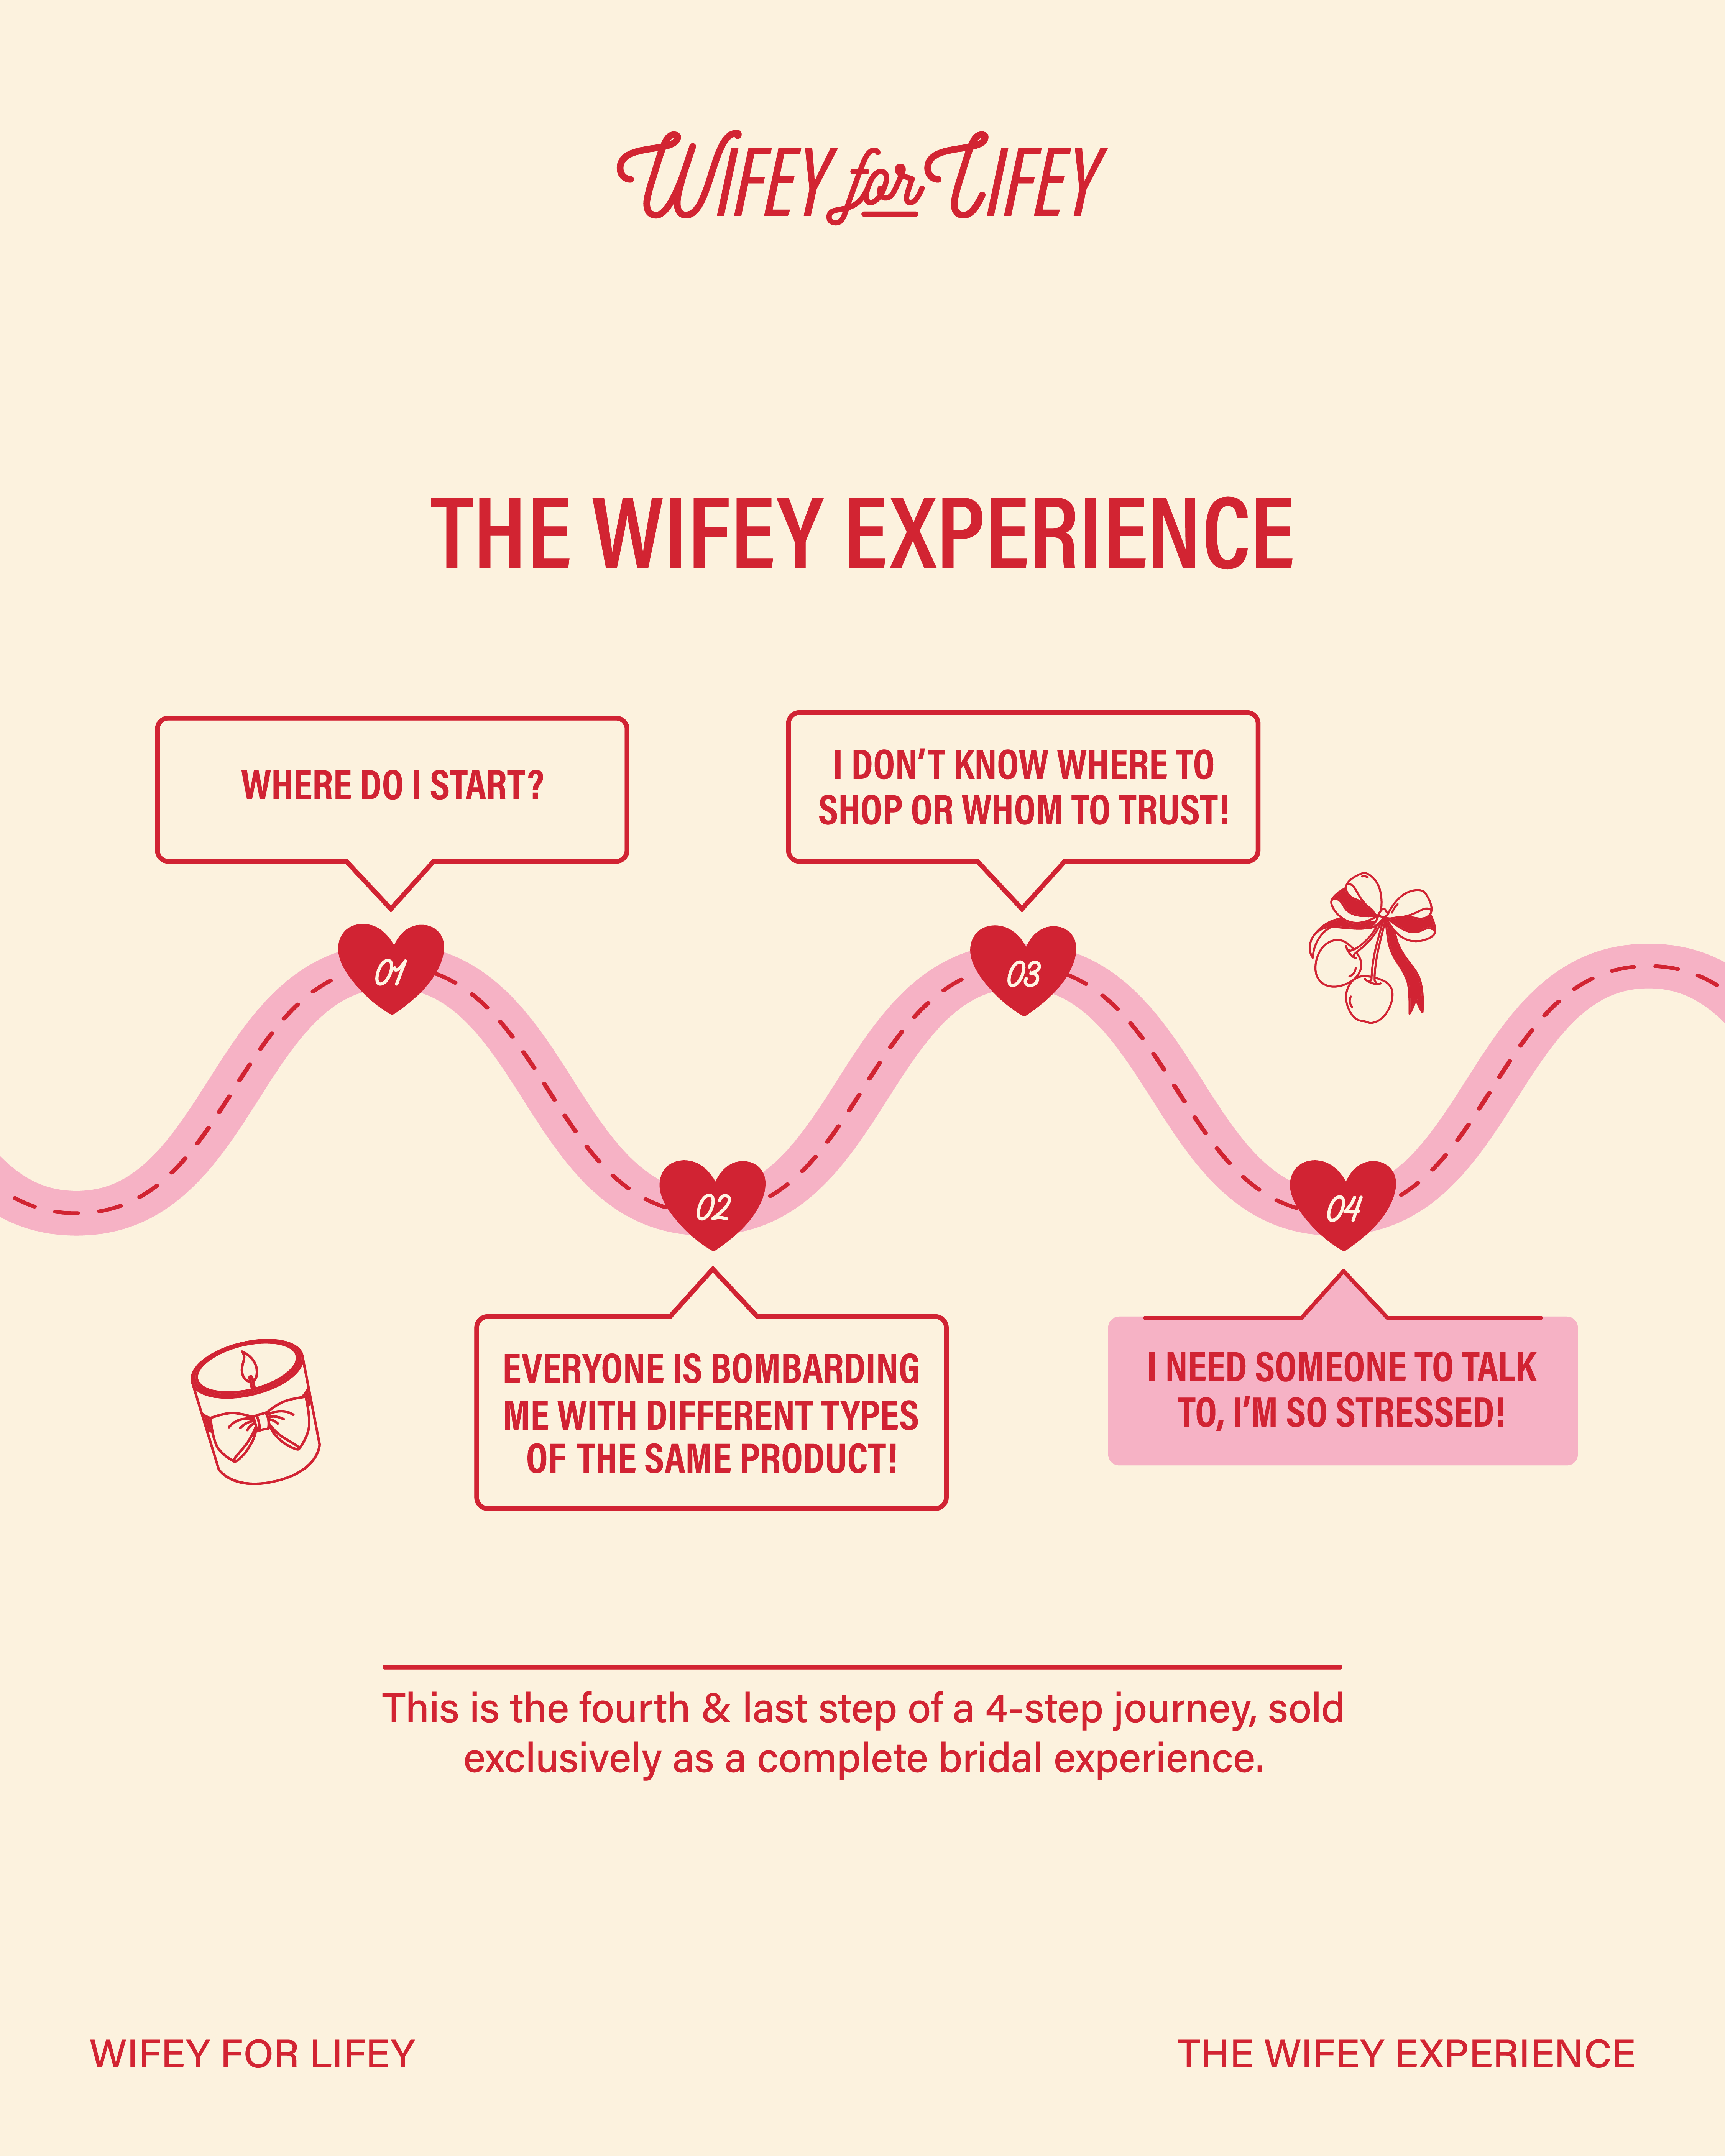 WIFEY for LIFEY
THE WIFEY EXPERIENCE
WHERE DO I START?
I DON'T KNOW WHERE TO
SHOP OR WHOM TO TRUST!
01
03
02
04
EVERYONE IS BOMBARDING
ME WITH DIFFERENT TYPES
OF THE SAME PRODUCT!
I NEED SOMEONE TO TALK
TO, I'M SO STRESSED!
This is the fourth & last step of a 4-step journey, sold
exclusively as a complete bridal experience.
WIFEY FOR LIFEY
THE WIFEY EXPERIENCE